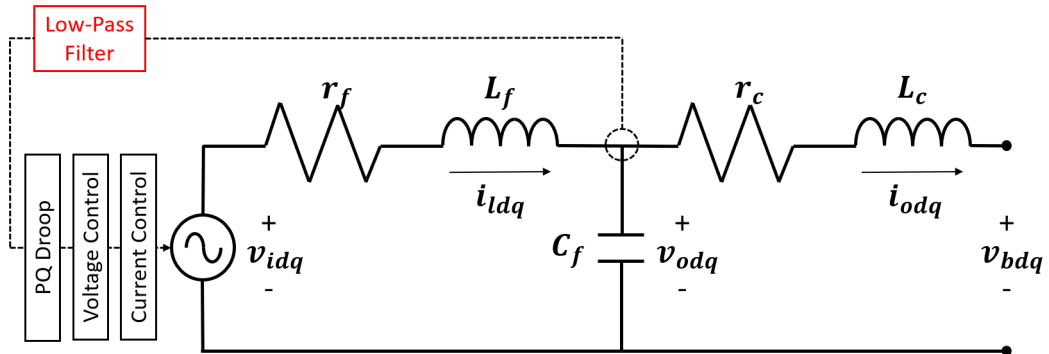 Low-Pass
Filter
r_f
L_f
r_c
L_c
i_ldq
i_odq
PQ Droop
Voltage Control
Current Control
+
v_idq
-
C_f
+
v_odq
-
+
v_bdq
-